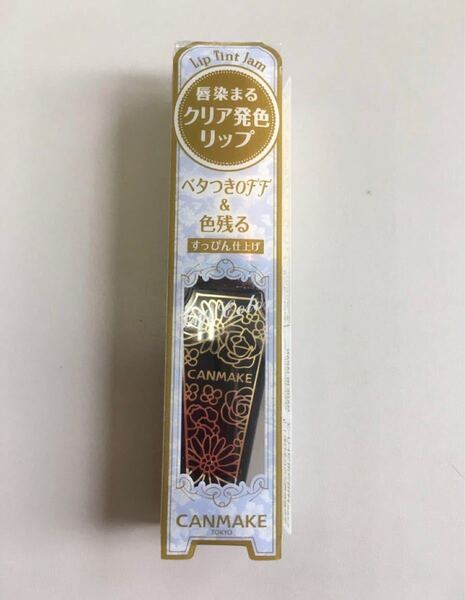 Lip Tint Jam
唇染まる
クリア発色
リップ
ベタつきOFF
&
色残る
すっぴん仕上げ
CANMAKE
CANMAKE
TOKYO